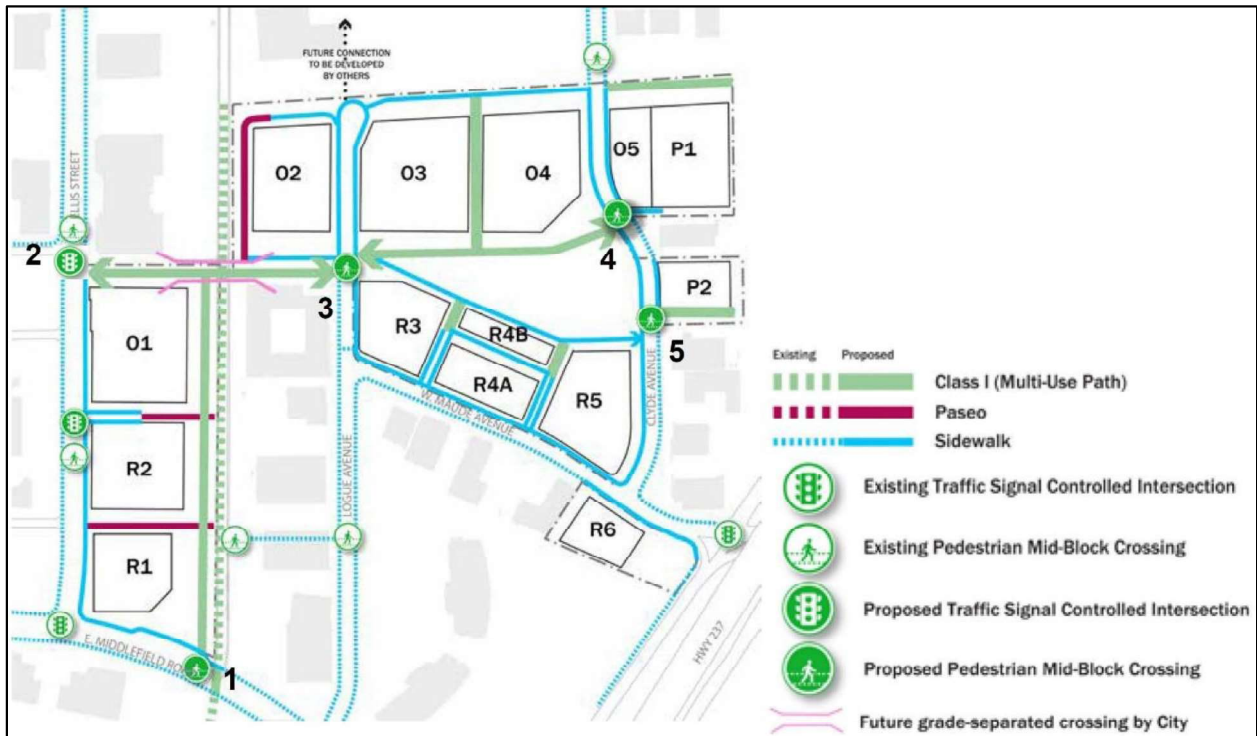 FUTURE CONNECTION
TO BE DEVELOPED
BY OTHERS
LLIS STREET
O2
O3
O4
O5
P1
2
3
4
P2
5
O1
R3
R4B
R4A
R5
W. MAUDE AVENUE
CLYDE AVENUE
LOGUE AVENUE
R2
R6
R1
E. MIDDLEFIELD RO
1
HWY 237
Existing Proposed
Class I (Multi-Use Path)
Paseo
Sidewalk
Existing Traffic Signal Controlled Intersection
Existing Pedestrian Mid-Block Crossing
Proposed Traffic Signal Controlled Intersection
Proposed Pedestrian Mid-Block Crossing
Future grade-separated crossing by City